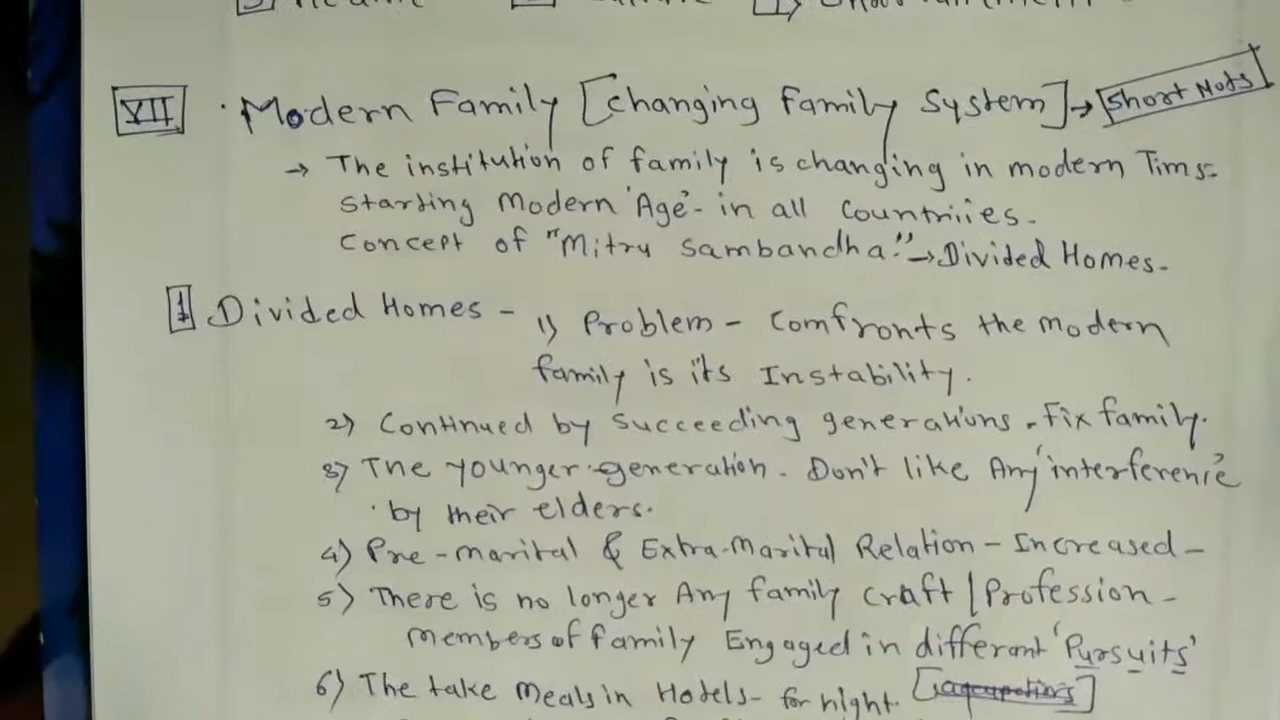 VII Modern Family [Changing Family System] → Short Nots
→ The institution of family is changing in modern Tims-
starting Modern 'Age'- in all Countriies-
Concept of "Mitru Sambandha!" → Divided Homes-
1 Divided Homes - 1) Problem - Comfronts the modern
family is its Instability.
2) Continued by Succeeding generations. Fix family.
3) The younger generation. Don't like Any 'interference'
by their elders.
4) Pre-marital & Extra-Marital Relation - Increased-
5) There is no longer Any family Craft / Profession-
members of family Engaged in different 'Pursuits'
6) The take Meals in Hotels- for night.